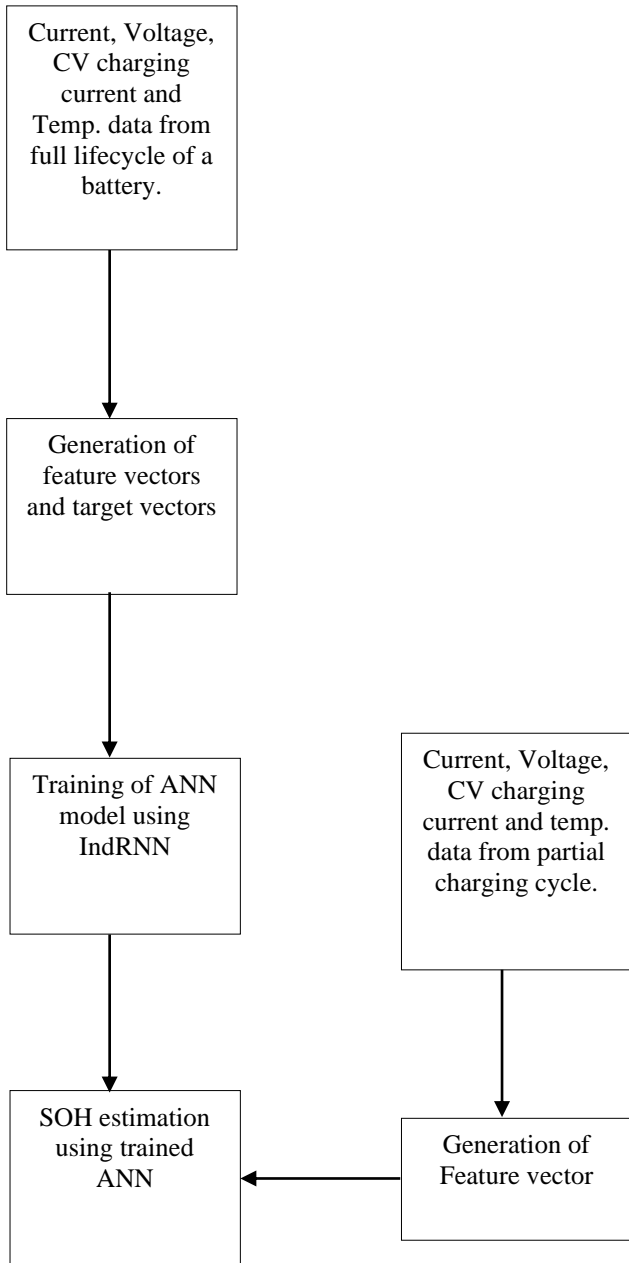 Current, Voltage,
CV charging
current and
Temp. data from
full lifecycle of a
battery.
Generation of
feature vectors
and target vectors
Training of ANN
model using
IndRNN
Current, Voltage,
CV charging
current and temp.
data from partial
charging cycle.
SOH estimation
using trained
ANN
Generation of
Feature vector